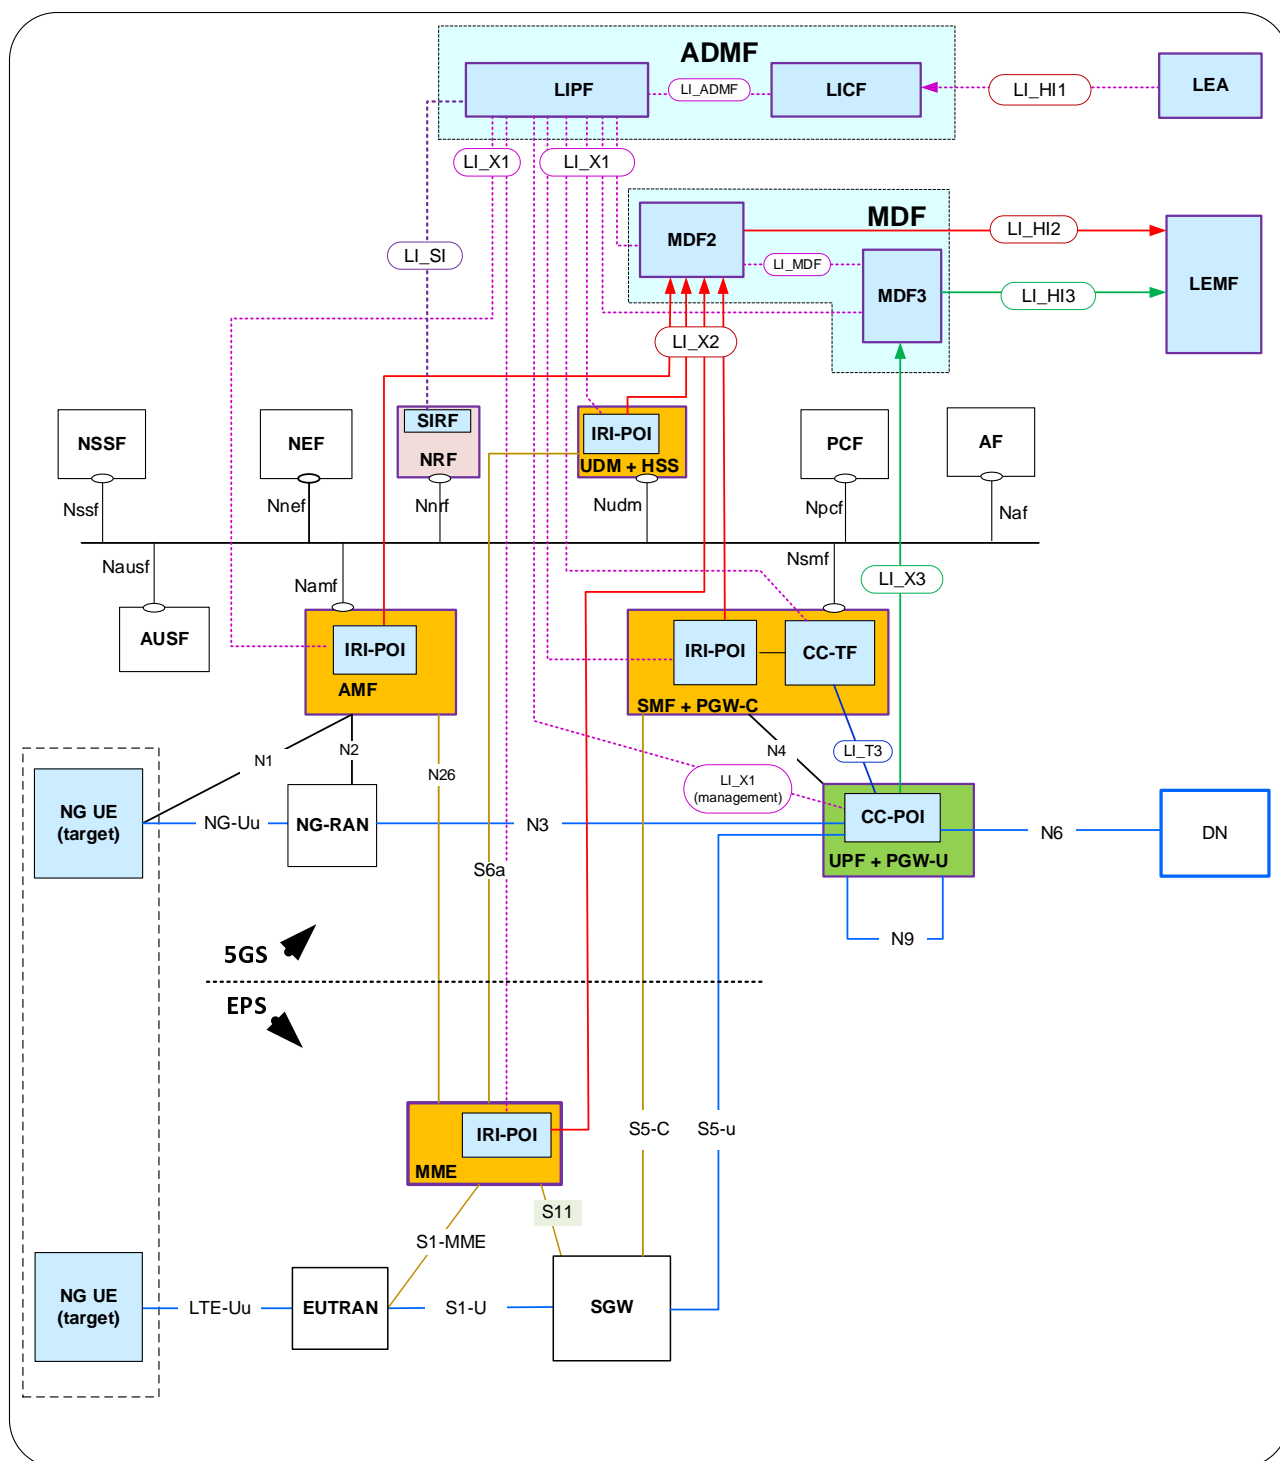 ADMF
LIPF
LI_ADMF
LICF
LI_HI1
LEA
LI_X1
LI_X1
MDF
MDF2
LI_HI2
LI_SI
LI_MDF
MDF3
LI_HI3
LEMF
LI_X2
NSSF
NEF
SIRF
NRF
IRI-POI
UDM + HSS
PCF
AF
Nssf
Nnef
Nnrf
Nudm
Npcf
Naf
Nausf
Namf
Nsmf
LI_X3
AUSF
IRI-POI
AMF
IRI-POI
CC-TF
SMF + PGW-C
N1
N2
N26
N4
LI_T3
LI_X1
(management)
NG UE
(target)
NG-Uu
NG-RAN
N3
CC-POI
UPF + PGW-U
N6
DN
S6a
N9
5GS
EPS
IRI-POI
MME
S5-C
S5-u
S11
S1-MME
NG UE
(target)
LTE-Uu
EUTRAN
S1-U
SGW